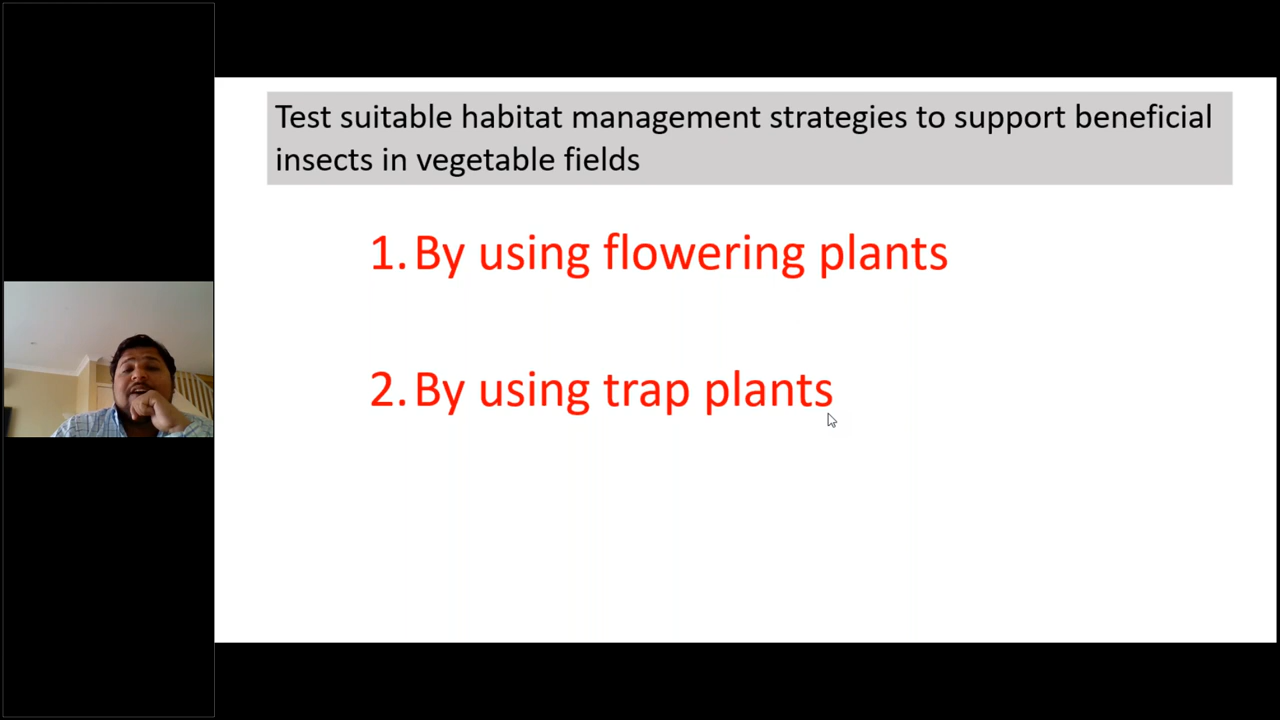 Test suitable habitat management strategies to support beneficial
insects in vegetable fields
1. By using flowering plants
2. By using trap plants